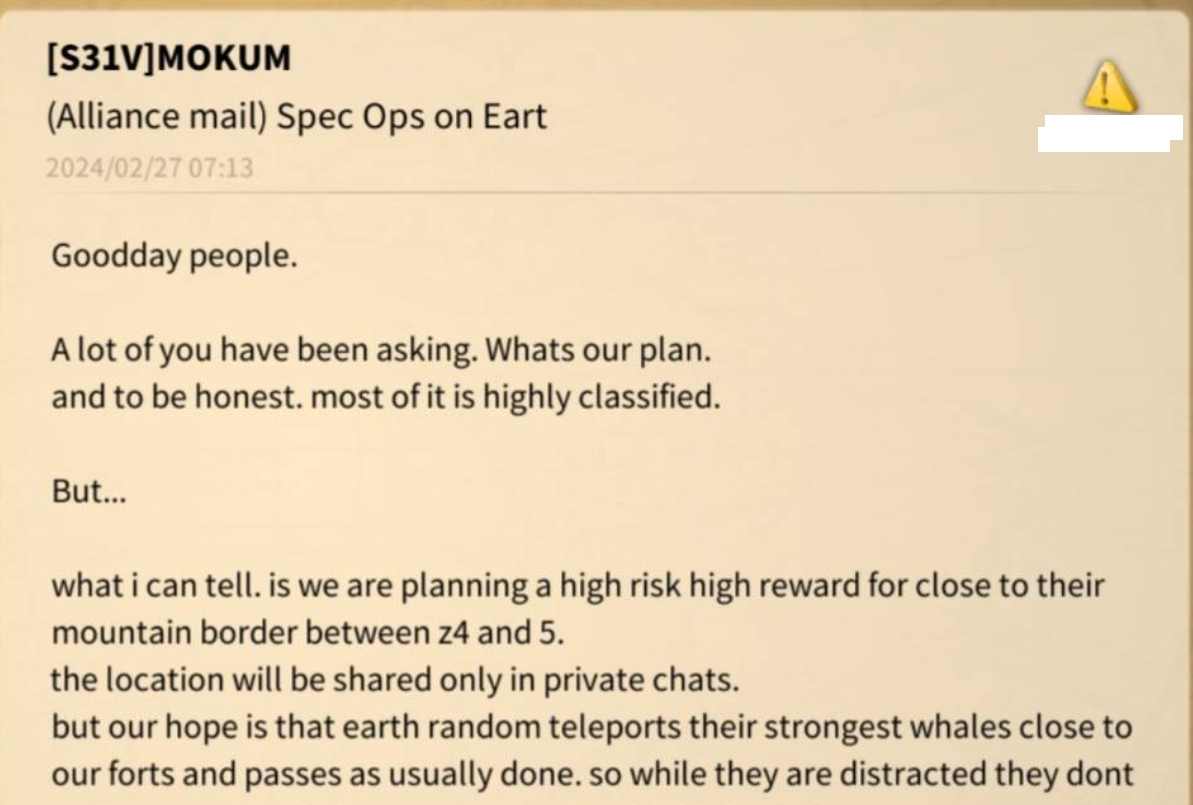 [S31V]MOKUM
(Alliance mail) Spec Ops on Eart
2024/02/27 07:13
Goodday people.
A lot of you have been asking. Whats our plan.
and to be honest. most of it is highly classified.
But...
what i can tell. is we are planning a high risk high reward for close to their
mountain border between z4 and 5.
the location will be shared only in private chats.
but our hope is that earth random teleports their strongest whales close to
our forts and passes as usually done. so while they are distracted they dont